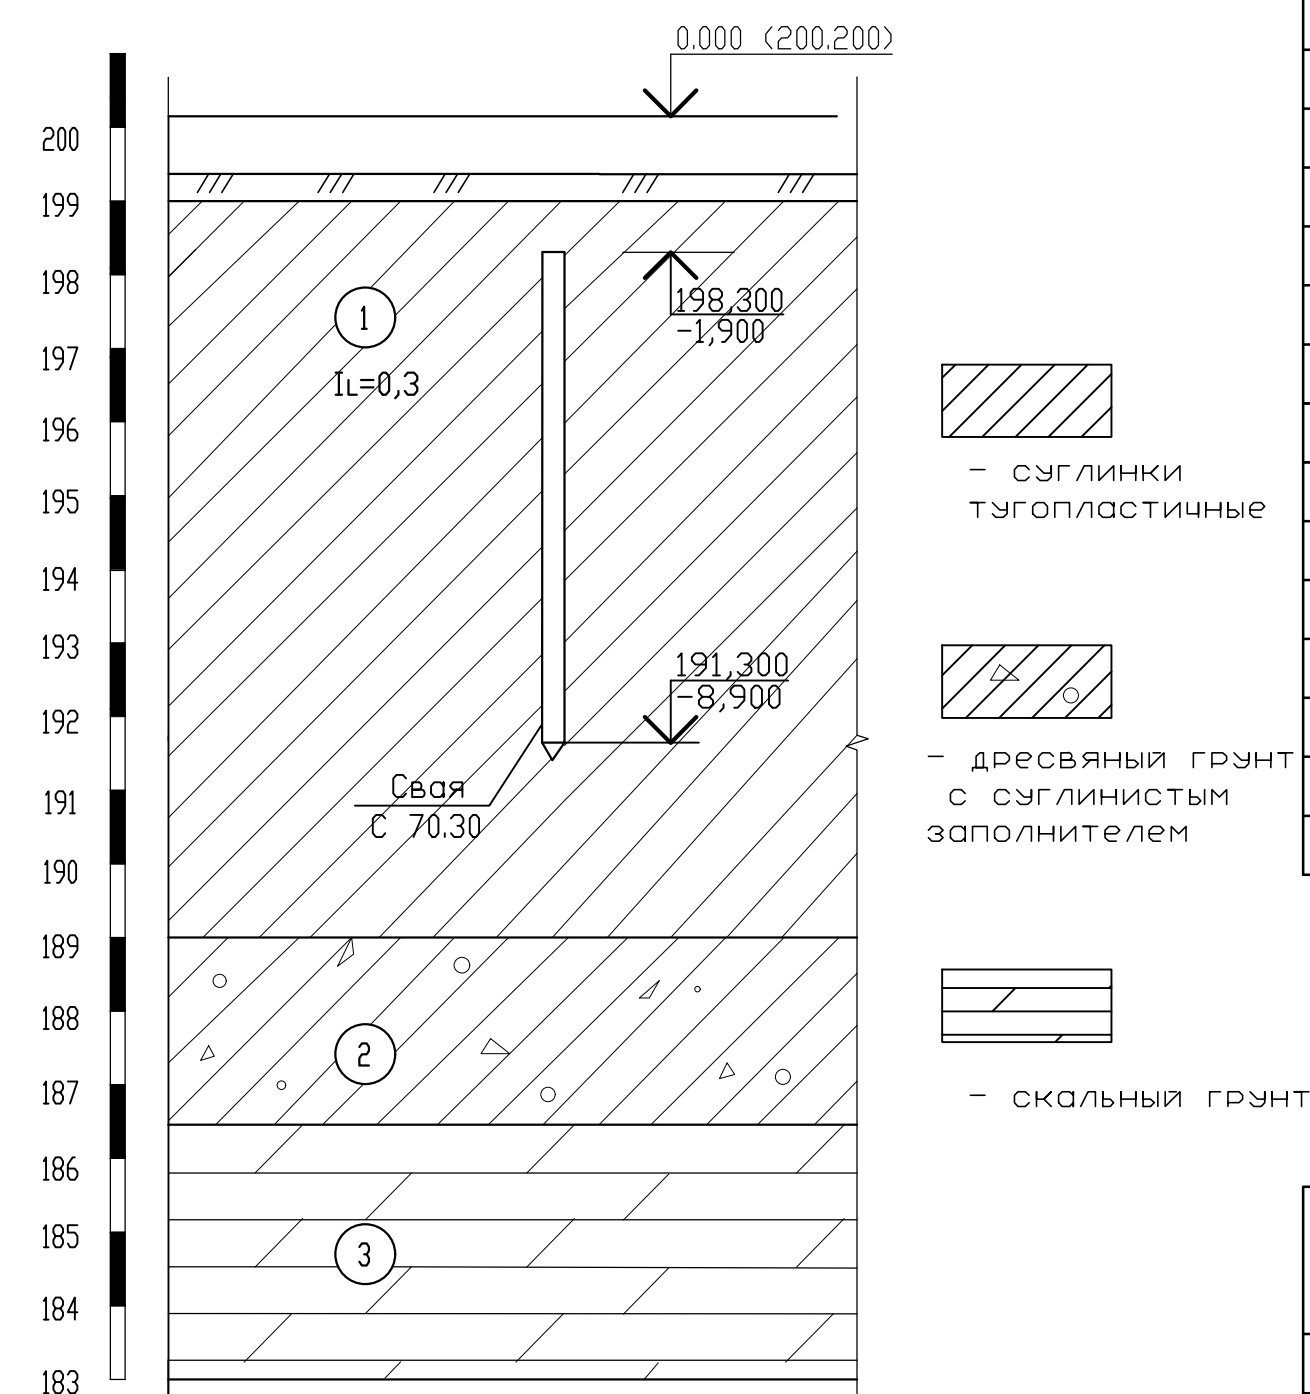 0.000 (200.200)
200
199
198
197
196
195
194
193
192
191
190
189
188
187
186
185
184
183
198,300
-1,900
1
IL=0,3
191,300
-8,900
Свая
С 70.30
2
3
- суглинки
тугопластичные
- дресвяный грунт
с суглинистым
заполнителем
- скальный грунт